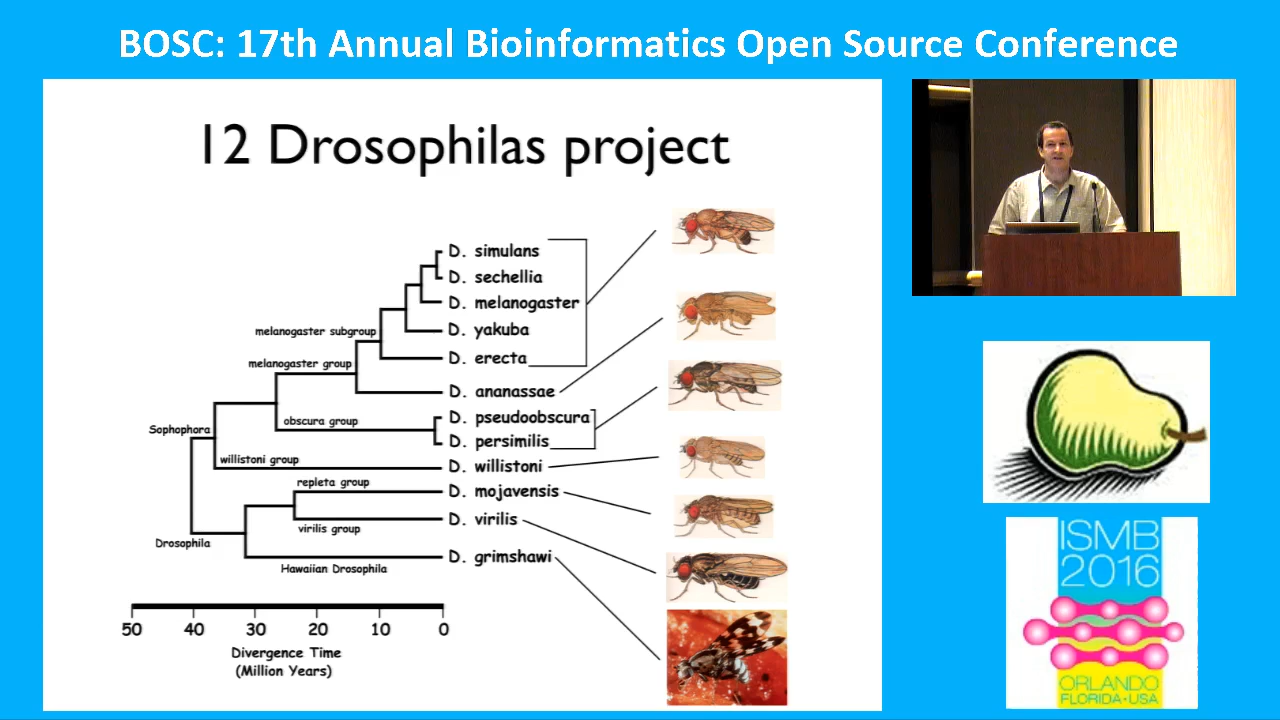 BOSC: 17th Annual Bioinformatics Open Source Conference
12 Drosophilas project
D. simulans
D. sechellia
D. melanogaster
melanogaster subgroup
D. yakuba
D. erecta
melanogaster group
D. ananassae
obscura group
D. pseudoobscura
D. persimilis
Sophophora
willistoni group
D. willistoni
repleta group
D. mojavensis
virilis group
D. virilis
Drosophila
Hawaiian Drosophila
D. grimshawi
50 40 30 20 10 0
Divergence Time
(Million Years)
ISMB
2016
ORLANDO
FLORIDA•USA